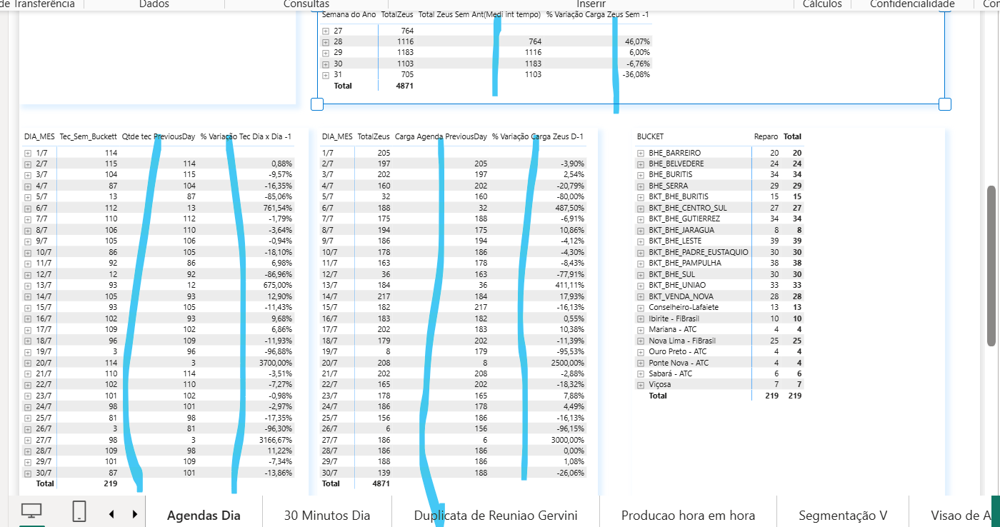 de Transferência Dados Consultas Inserir Cálculos Confidencialidade
Semana do Ano TotalZeus Total Zeus Sem Ant(Medi int tempo) % Variação Carga Zeus Sem -1
27 764
28 1116 764 46,07%
29 1183 1116 6,00%
30 1103 1183 -6,76%
31 705 1103 -36,08%
Total 4871
DIA_MES Tec_Sem_Buckett Qtde tec PreviousDay % Variação Tec Dia x Dia -1
1/7 114
2/7 115 114 0,88%
3/7 104 115 -9,57%
4/7 87 104 -16,35%
5/7 13 87 -85,06%
6/7 112 13 761,54%
7/7 110 112 -1,79%
8/7 106 110 -3,64%
9/7 105 106 -0,94%
10/7 86 105 -18,10%
11/7 92 86 6,98%
12/7 12 92 -86,96%
13/7 93 12 675,00%
14/7 105 93 12,90%
15/7 93 105 -11,43%
16/7 102 93 9,68%
17/7 109 102 6,86%
18/7 96 109 -11,93%
19/7 3 96 -96,88%
20/7 114 3 3700,00%
21/7 110 114 -3,51%
22/7 102 110 -7,27%
23/7 101 102 -0,98%
24/7 98 101 -2,97%
25/7 81 98 -17,35%
26/7 3 81 -96,30%
27/7 98 3 3166,67%
28/7 109 98 11,22%
29/7 101 109 -7,34%
30/7 87 101 -13,86%
Total 219
DIA_MES TotalZeus Carga Agenda PreviousDay % Variação Carga Zeus D-1
1/7 205
2/7 197 205 -3,90%
3/7 202 197 2,54%
4/7 160 202 -20,79%
5/7 32 160 -80,00%
6/7 188 32 487,50%
7/7 175 188 -6,91%
8/7 194 175 10,86%
9/7 186 194 -4,12%
10/7 178 186 -4,30%
11/7 163 178 -8,43%
12/7 36 163 -77,91%
13/7 184 36 411,11%
14/7 217 184 17,93%
15/7 182 217 -16,13%
16/7 183 182 0,55%
17/7 202 183 10,38%
18/7 179 202 -11,39%
19/7 8 179 -95,53%
20/7 208 8 2500,00%
21/7 202 208 -2,88%
22/7 165 202 -18,32%
23/7 178 165 7,88%
24/7 186 178 4,49%
25/7 156 186 -16,13%
26/7 6 156 -96,15%
27/7 186 6 3000,00%
28/7 186 186 0,00%
29/7 188 186 1,08%
30/7 139 188 -26,06%
Total 4871
BUCKET Reparo Total
BHE_BARREIRO 20 20
BHE_BELVEDERE 24 24
BHE_BURITIS 34 34
BHE_SERRA 29 29
BKT_BHE_BURITIS 15 15
BKT_BHE_CENTRO_SUL 27 27
BKT_BHE_GUTIERREZ 34 34
BKT_BHE_JARAGUA 8 8
BKT_BHE_LESTE 39 39
BKT_BHE_PADRE_EUSTAQUIO 30 30
BKT_BHE_PAMPULHA 38 38
BKT_BHE_SUL 30 30
BKT_BHE_UNIAO 33 33
BKT_VENDA_NOVA 28 28
Conselheiro-Lafaiete 13 13
Ibirite - FiBrasil 10 10
Mariana - ATC 4 4
Nova Lima - FiBrasil 25 25
Ouro Preto - ATC 4 4
Ponte Nova - ATC 4 4
Sabará - ATC 6 6
Viçosa 7 7
Total 219 219
Agendas Dia 30 Minutos Dia Duplicata de Reuniao Gervini Producao hora em hora Segmentação V Visao de A